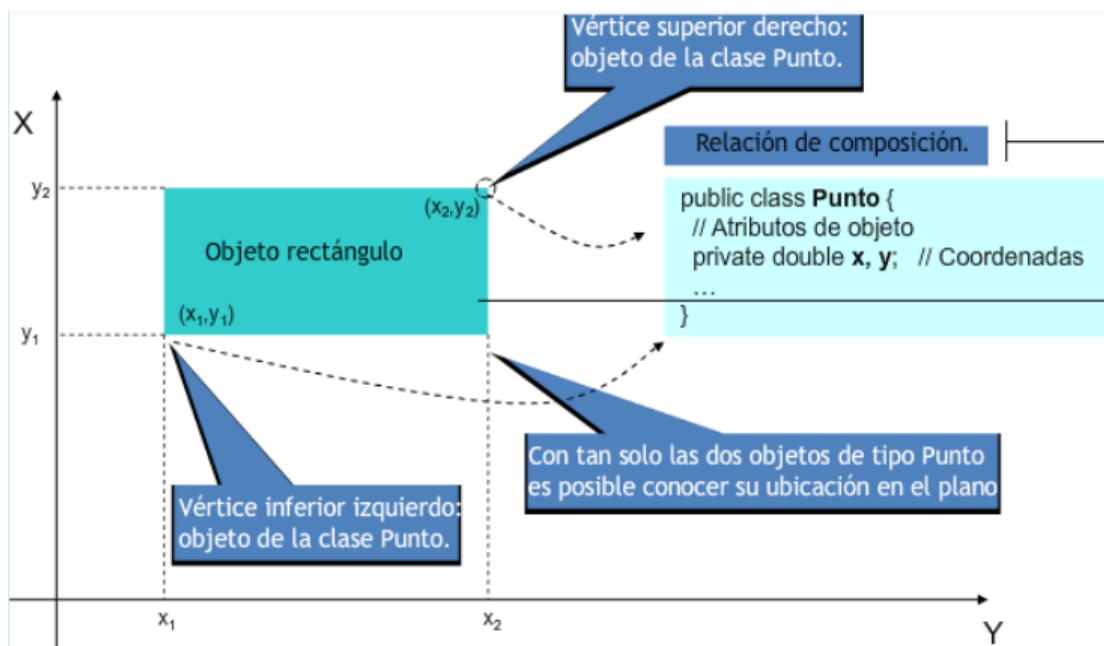 Vértice superior derecho:
objeto de la clase Punto.
X
Relación de composición.
y₂
(x₂,y₂)
public class Punto {
// Atributos de objeto
private double x, y;   // Coordenadas
…
}
Objeto rectángulo
(x₁,y₁)
y₁
Con tan solo las dos objetos de tipo Punto
es posible conocer su ubicación en el plano
Vértice inferior izquierdo:
objeto de la clase Punto.
x₁
x₂
Y